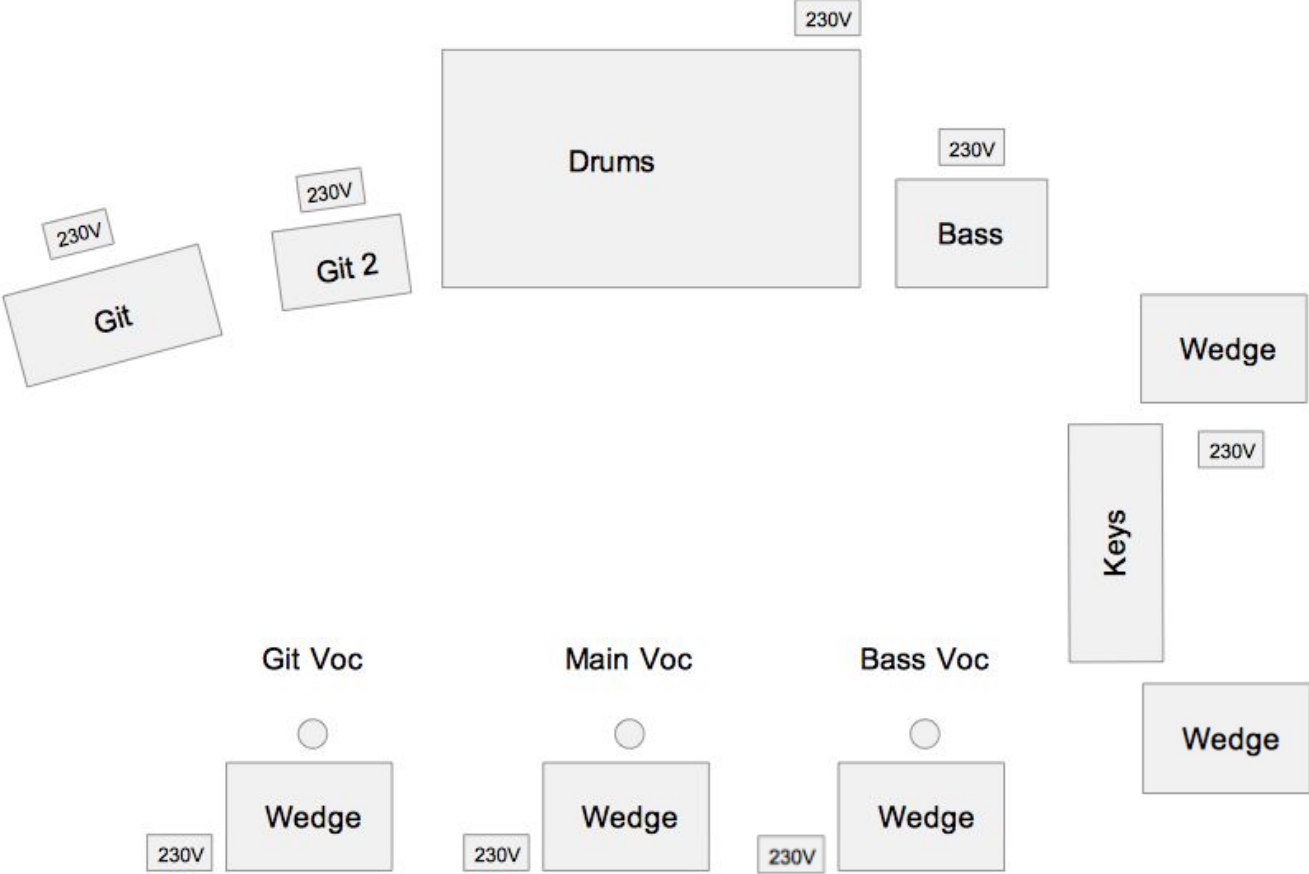 230V
Drums
230V
Bass
230V
Git 2
230V
Git
Wedge
230V
Keys
Git Voc
Main Voc
Bass Voc
Wedge
Wedge
Wedge
Wedge
230V
230V
230V